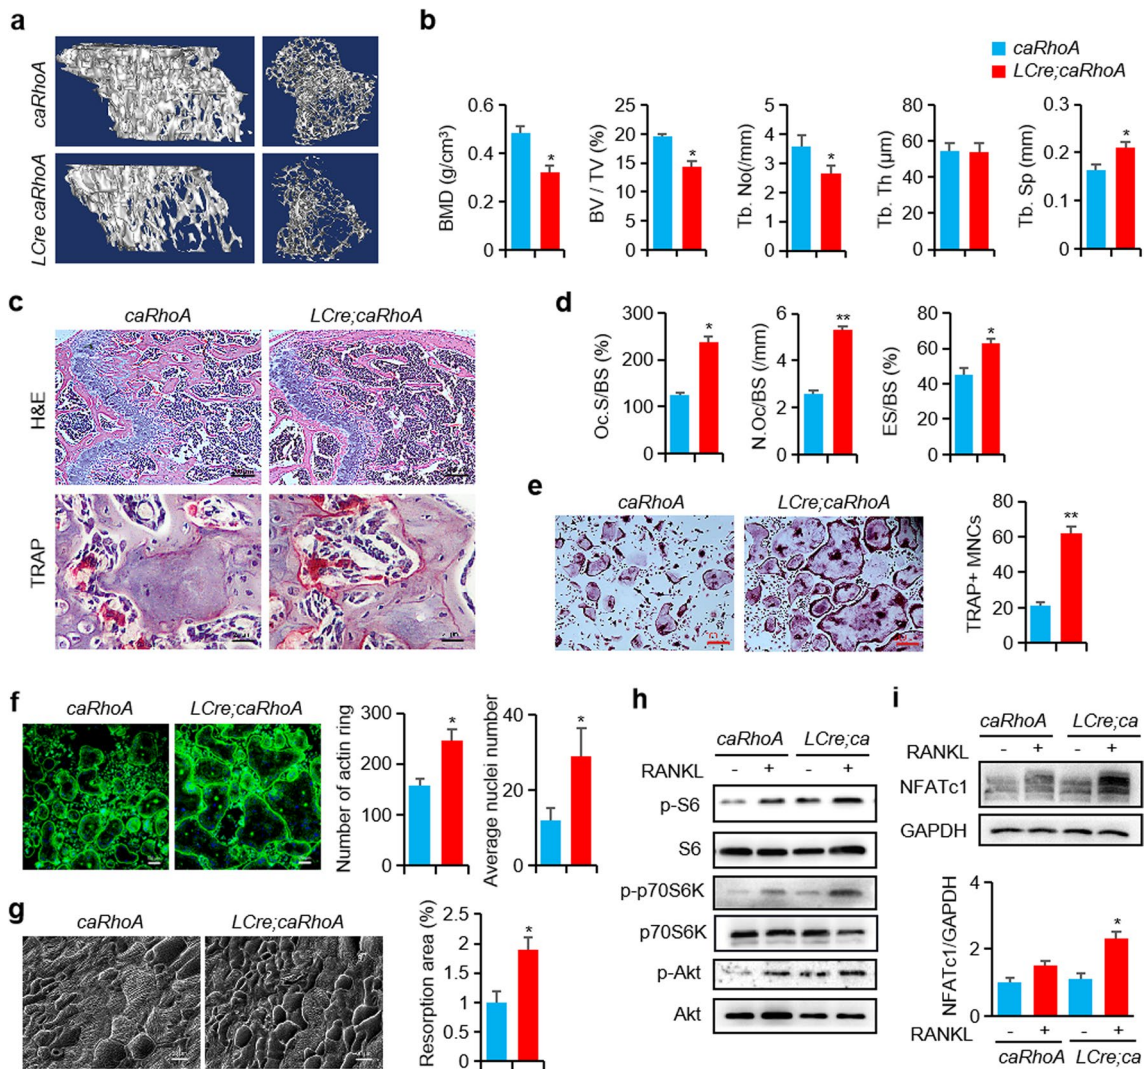 a
caRhoA
LCre caRhoA
b
caRhoA
LCre;caRhoA
BMD (g/cm³)
0.6
0.4
0.2
0
*
BV / TV (%)
25
20
15
10
5
0
*
Tb. No(/mm)
5
4
3
2
1
0
*
Tb. Th (μm)
80
60
40
20
0
Tb. Sp (mm)
0.3
0.2
0.1
0
*
c
caRhoA
LCre;caRhoA
H&E
TRAP
d
Oc.S/BS (%)
300
200
100
0
*
N.Oc/BS (/mm)
6
4
2
0
**
ES/BS (%)
80
60
40
20
0
*
e
caRhoA
LCre;caRhoA
TRAP+ MNCs
80
60
40
20
0
**
f
caRhoA
LCre;caRhoA
Number of actin ring
300
200
100
0
*
Average nuclei number
40
20
0
*
g
caRhoA
LCre;caRhoA
Resorption area (%)
2.5
2
1.5
1
0.5
0
*
h
caRhoA LCre;ca
RANKL - + - +
p-S6
S6
p-p70S6K
p70S6K
p-Akt
Akt
i
caRhoA LCre;ca
RANKL - + - +
NFATc1
GAPDH
NFATc1/GAPDH
4
2
0
*
RANKL - + - +
caRhoA LCre;ca